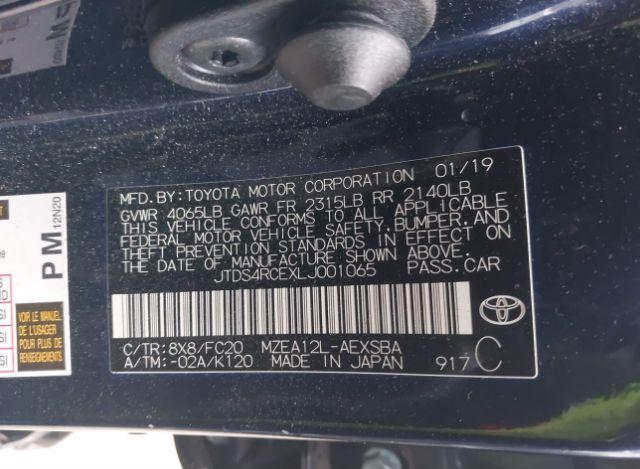 MFD.BY:TOYOTA MOTOR CORPORATION 01/19
GVWR 4065LB GAWR FR 2315LB RR 2140LB
THIS VEHICLE CONFORMS TO ALL APPLICABLE
FEDERAL MOTOR VEHICLE SAFETY,BUMPER,AND
THEFT PREVENTION STANDARDS IN EFFECT ON
THE DATE OF MANUFACTURE SHOWN ABOVE.
JTDS4RCEXLJ001065 PASS.CAR
C/TR:8X8/FC20 MZEA12L-AEXSBA
A/TM:-02A/K120 MADE IN JAPAN 917 C
PM 12N20
VOIR LE MANUEL
DE L'USAGER
POUR PLUS DE
RENSEIGNEMENTS